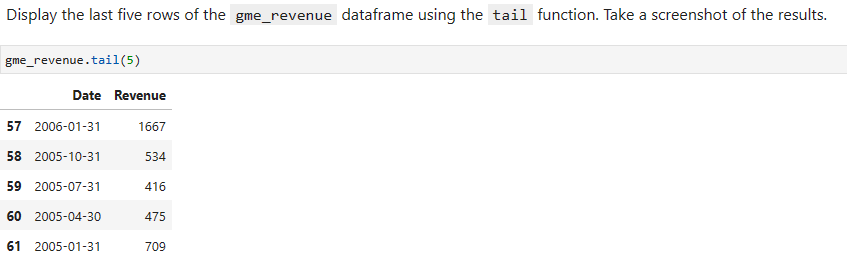 Display the last five rows of the gme_revenue dataframe using the tail function. Take a screenshot of the results.
gme_revenue.tail(5)
Date Revenue
57 2006-01-31 1667
58 2005-10-31 534
59 2005-07-31 416
60 2005-04-30 475
61 2005-01-31 709